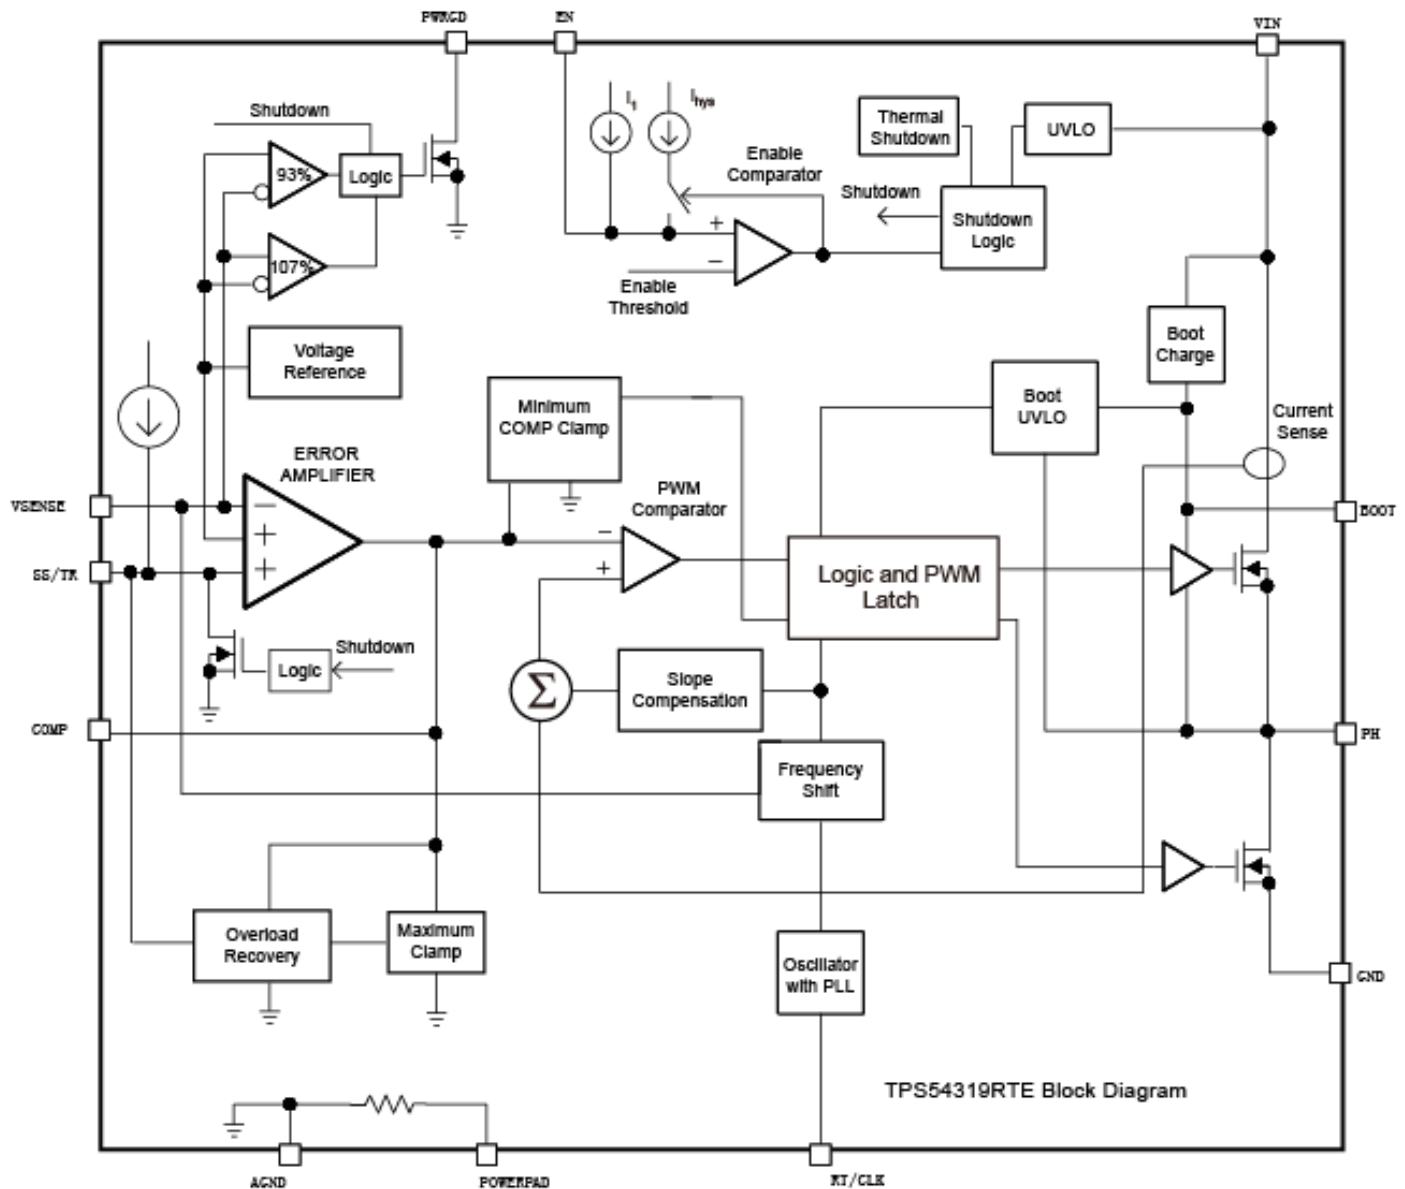 PWRGD
EN
VIN
Shutdown
93%
Logic
107%
I1
Ihys
Enable
Comparator
+
−
Enable
Threshold
Thermal
Shutdown
UVLO
Shutdown
Shutdown
Logic
Voltage
Reference
Boot
Charge
Minimum
COMP Clamp
Boot
UVLO
Current
Sense
ERROR
AMPLIFIER
PWM
Comparator
VSENSE
−
+
+
−
+
BOOT
SS/TR
Logic and PWM
Latch
Shutdown
Logic
Σ
Slope
Compensation
COMP
PH
Frequency
Shift
Overload
Recovery
Maximum
Clamp
Oscillator
with PLL
GND
TPS54319RTE Block Diagram
AGND
POWERPAD
RT/CLK